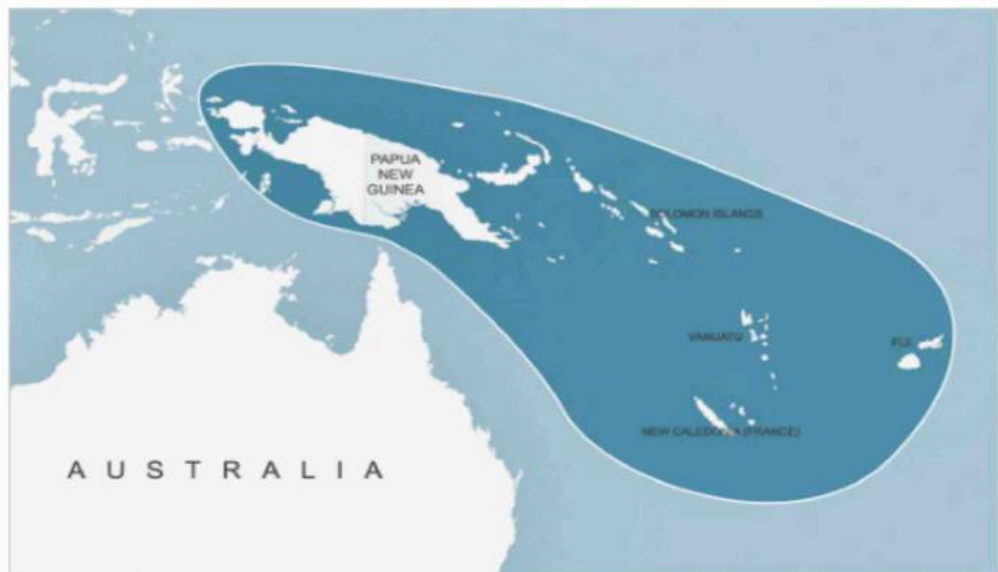 PAPUA
NEW
GUINEA
SOLOMON ISLANDS
VANUATU
FIJI
NEW CALEDONIA (FRANCE)
AUSTRALIA